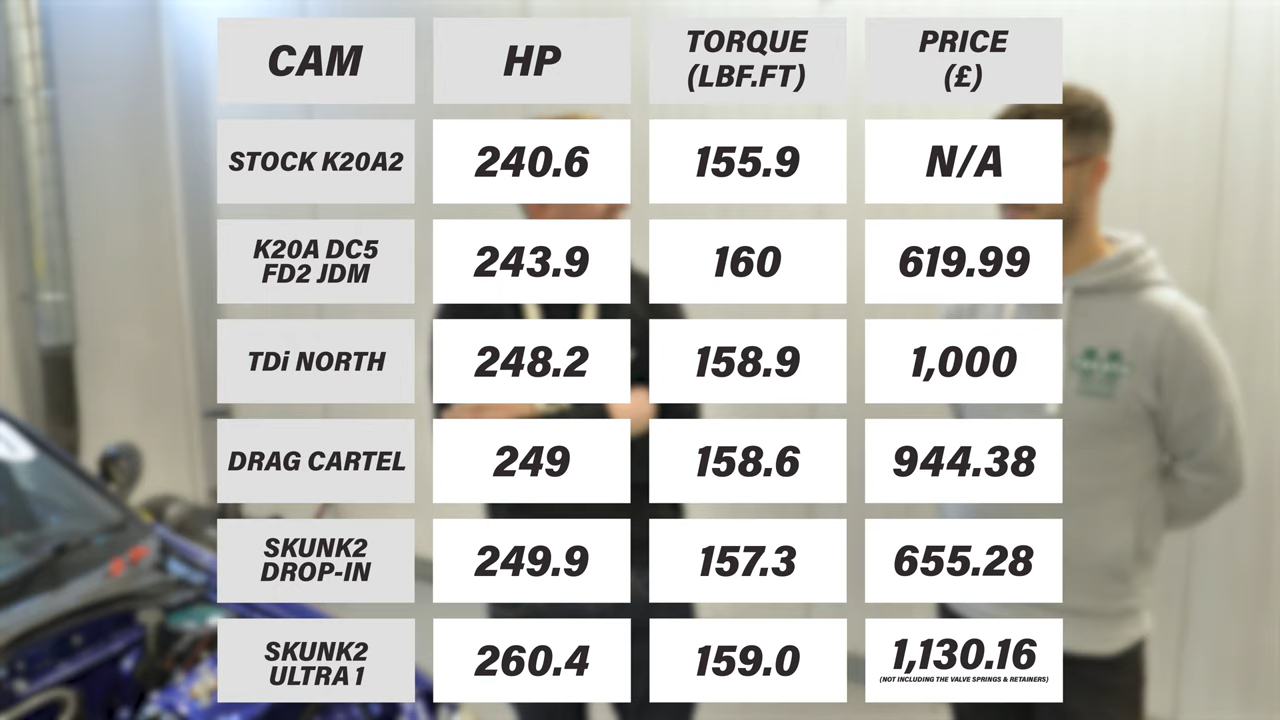 CAM
HP
TORQUE
(LBF.FT)
PRICE
(£)
STOCK K20A2
240.6
155.9
N/A
K20A DC5
FD2 JDM
243.9
160
619.99
TDi NORTH
248.2
158.9
1,000
DRAG CARTEL
249
158.6
944.38
SKUNK2
DROP-IN
249.9
157.3
655.28
SKUNK2
ULTRA 1
260.4
159.0
1,130.16
(NOT INCLUDING THE VALVE SPRINGS & RETAINERS)